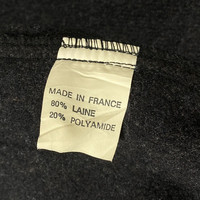 MADE IN FRANCE
80% LAINE
20% POLYAMIDE